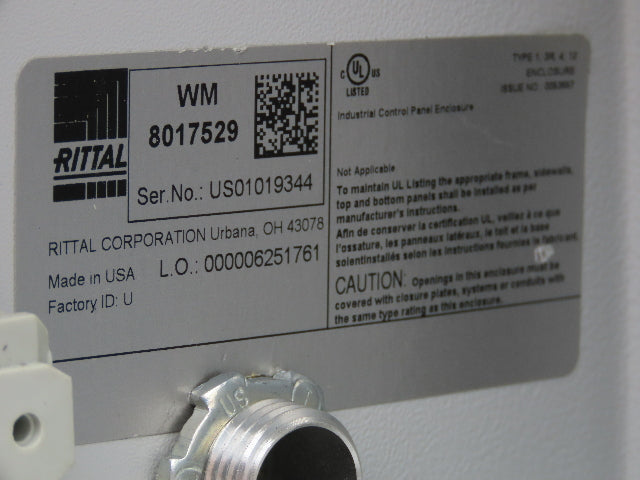 RITTAL
WM
8017529
Ser.No.: US01019344
RITTAL CORPORATION Urbana, OH 43078
Made in USA
L.O.: 000006251761
Factory ID: U
C UL US
LISTED
TYPE 1, 3R, 4, 12
ENCLOSURE
ISSUE NO.
Industrial Control Panel Enclosure
Not Applicable
To maintain UL Listing the appropriate frame, sidewalls,
top and bottom panels shall be installed as per
manufacturer's instructions.
Afin de conserver la certification UL, veillez à ce que
l'ossature, les panneaux latéraux, le toit et la base
soientinstallés selon les instructions fournies le fabricant.
CAUTION: Openings in this enclosure must be
covered with closure plates, systems or conduits with
the same type rating as this enclosure.
US